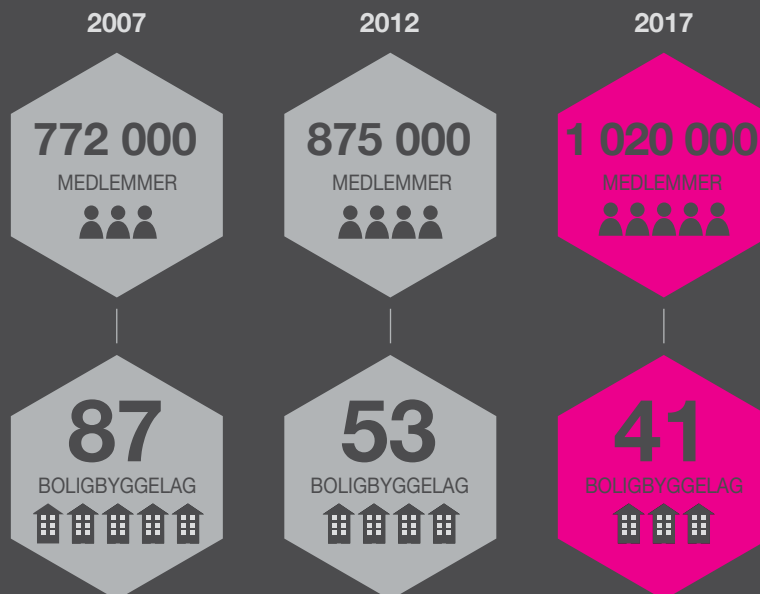 2007
772 000
MEDLEMMER
87
BOLIGBYGGELAG
2012
875 000
MEDLEMMER
53
BOLIGBYGGELAG
2017
1 020 000
MEDLEMMER
41
BOLIGBYGGELAG